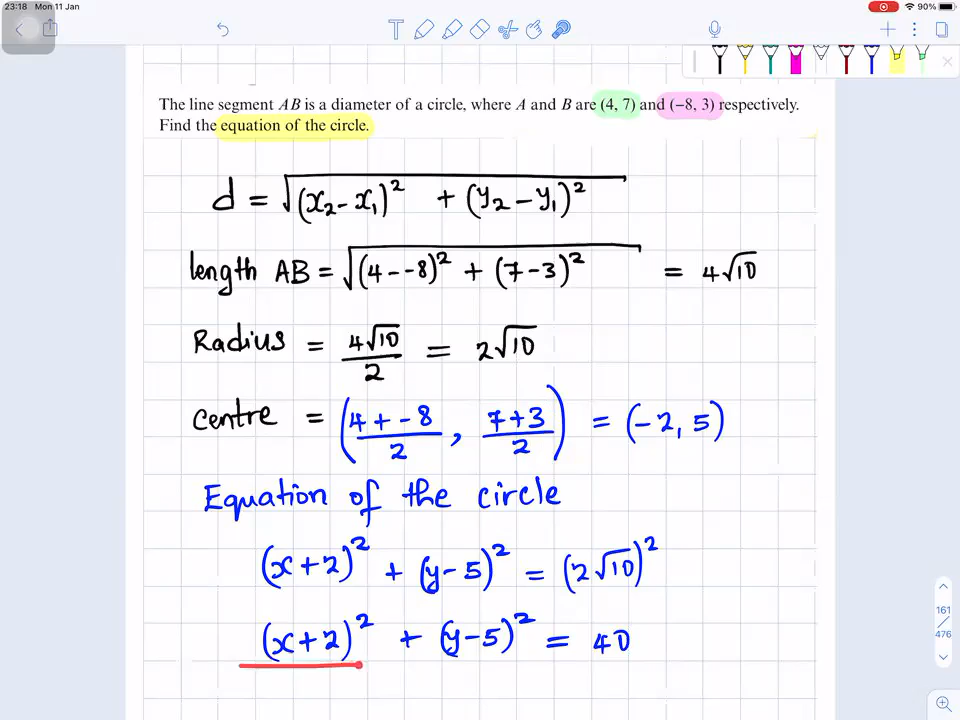 23:18 Mon 11 Jan 90%
The line segment AB is a diameter of a circle, where A and B are (4, 7) and (−8, 3) respectively.
Find the equation of the circle.
d = √(x₂ − x₁)² + (y₂ − y₁)²
length AB = √(4 − −8)² + (7 − 3)² = 4√10
Radius = 4√10/2 = 2√10
Centre = (4 + −8/2, 7+3/2) = (−2, 5)
Equation of the circle
(x + 2)² + (y − 5)² = (2√10)²
(x + 2)² + (y − 5)² = 40
161
/
476